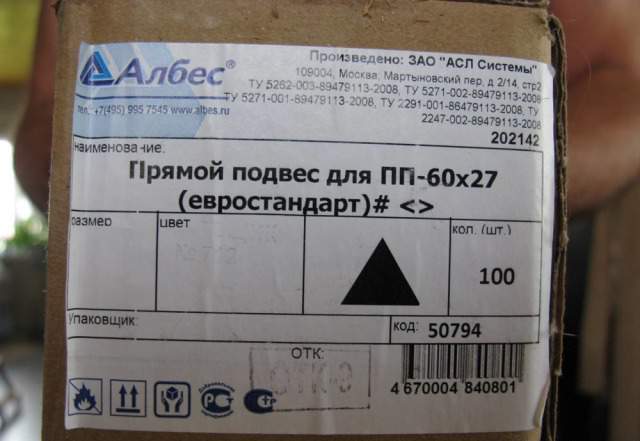 Албес®
тел.: +7(495) 995 7545 www.albes.ru
Произведено: ЗАО "АСЛ Системы"
109004, Москва, Мартыновский пер, д 2/14, стр2
ТУ 5262-003-89479113-2008, ТУ 5271-002-89479113-2008
ТУ 5271-001-89479113-2008, ТУ 2291-001-86479113-2008, ТУ
2247-002-89479113-2008
202142
наименование:
Прямой подвес для ПП-60х27
(евростандарт)# <>
размер
цвет
кол. (шт.)
100
Упаковщик:
код: 50794
ОТК:
4 670004 840801